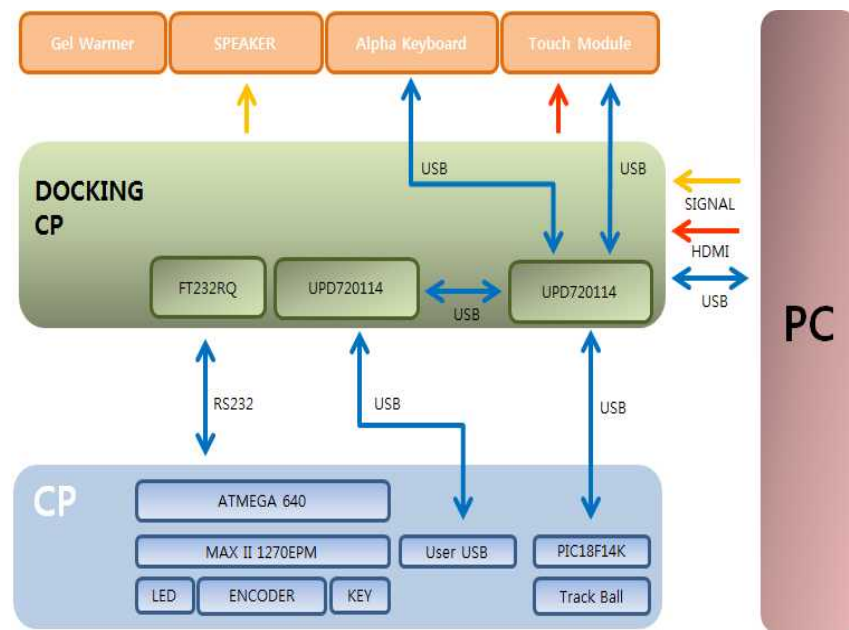 Gel Warmer
SPEAKER
Alpha Keyboard
Touch Module
USB
USB
DOCKING
CP
SIGNAL
HDMI
USB
FT232RQ
UPD720114
USB
UPD720114
PC
RS232
USB
USB
CP
ATMEGA 640
MAX II 1270EPM
User USB
PIC18F14K
LED
ENCODER
KEY
Track Ball